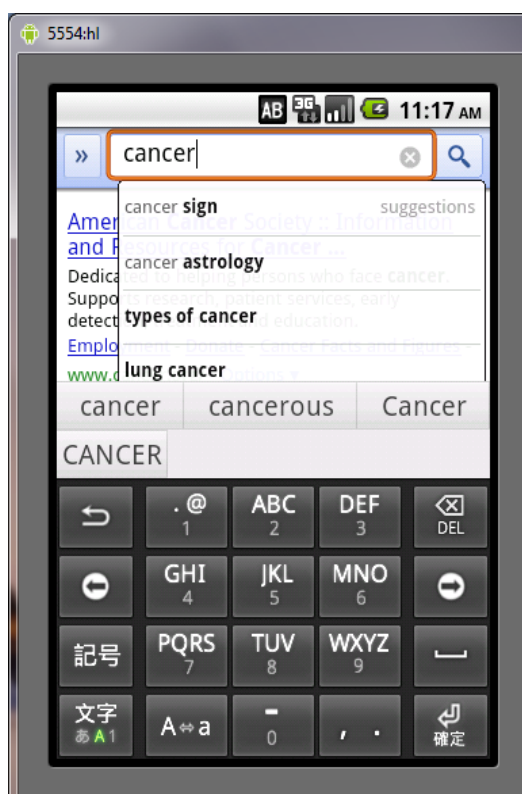 5554:hl
AB 3G 11:17 AM
» cancer
cancer sign suggestions
cancer astrology
types of cancer
lung cancer
American Cancer Society :: Information
and Resources for Cancer ...
Dedicated to helping persons who face cancer.
Supports research, patient services, early
detect and education.
Employment - Donate - Cancer Facts and Figures -
www.c Options ▼
cancer cancerous Cancer
CANCER
. @ ABC DEF DEL
1 2 3
GHI JKL MNO
4 5 6
記号 PQRS TUV WXYZ
7 8 9
文字 A⇔a - , . 確定
あA1 0